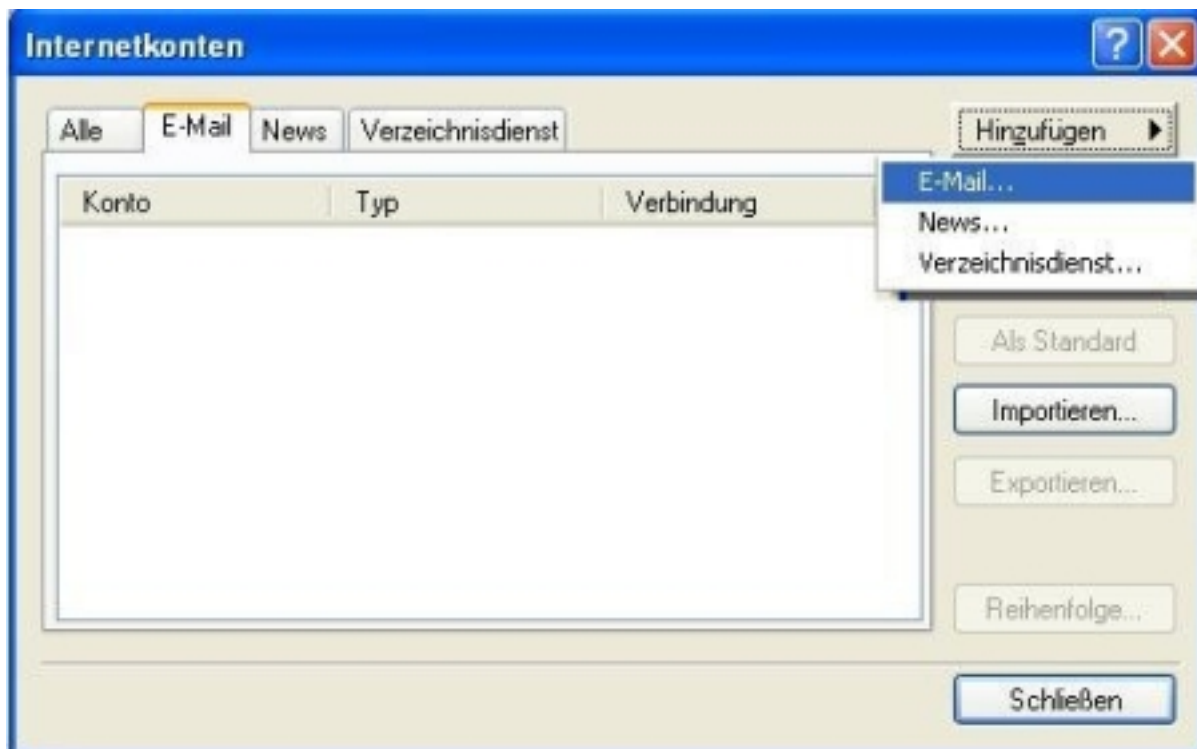 Internetkonten
Alle E-Mail News Verzeichnisdienst Hinzufügen
E-Mail...
Konto Typ Verbindung
News...
Verzeichnisdienst...
Als Standard
Importieren...
Exportieren...
Reihenfolge...
Schließen